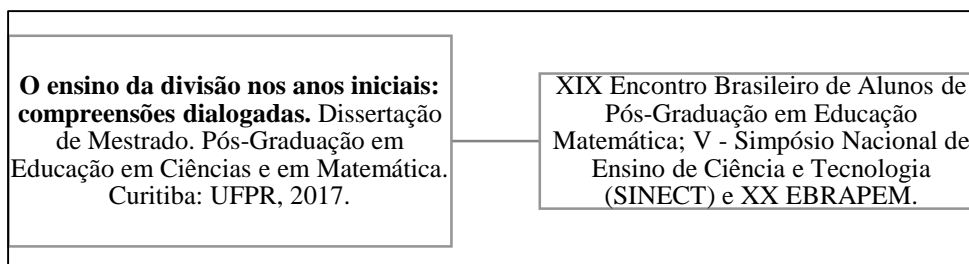 O ensino da divisão nos anos iniciais:
compreensões dialogadas. Dissertação
de Mestrado. Pós-Graduação em
Educação em Ciências e em Matemática.
Curitiba: UFPR, 2017.
XIX Encontro Brasileiro de Alunos de
Pós-Graduação em Educação
Matemática; V - Simpósio Nacional de
Ensino de Ciência e Tecnologia
(SINECT) e XX EBRAPEM.